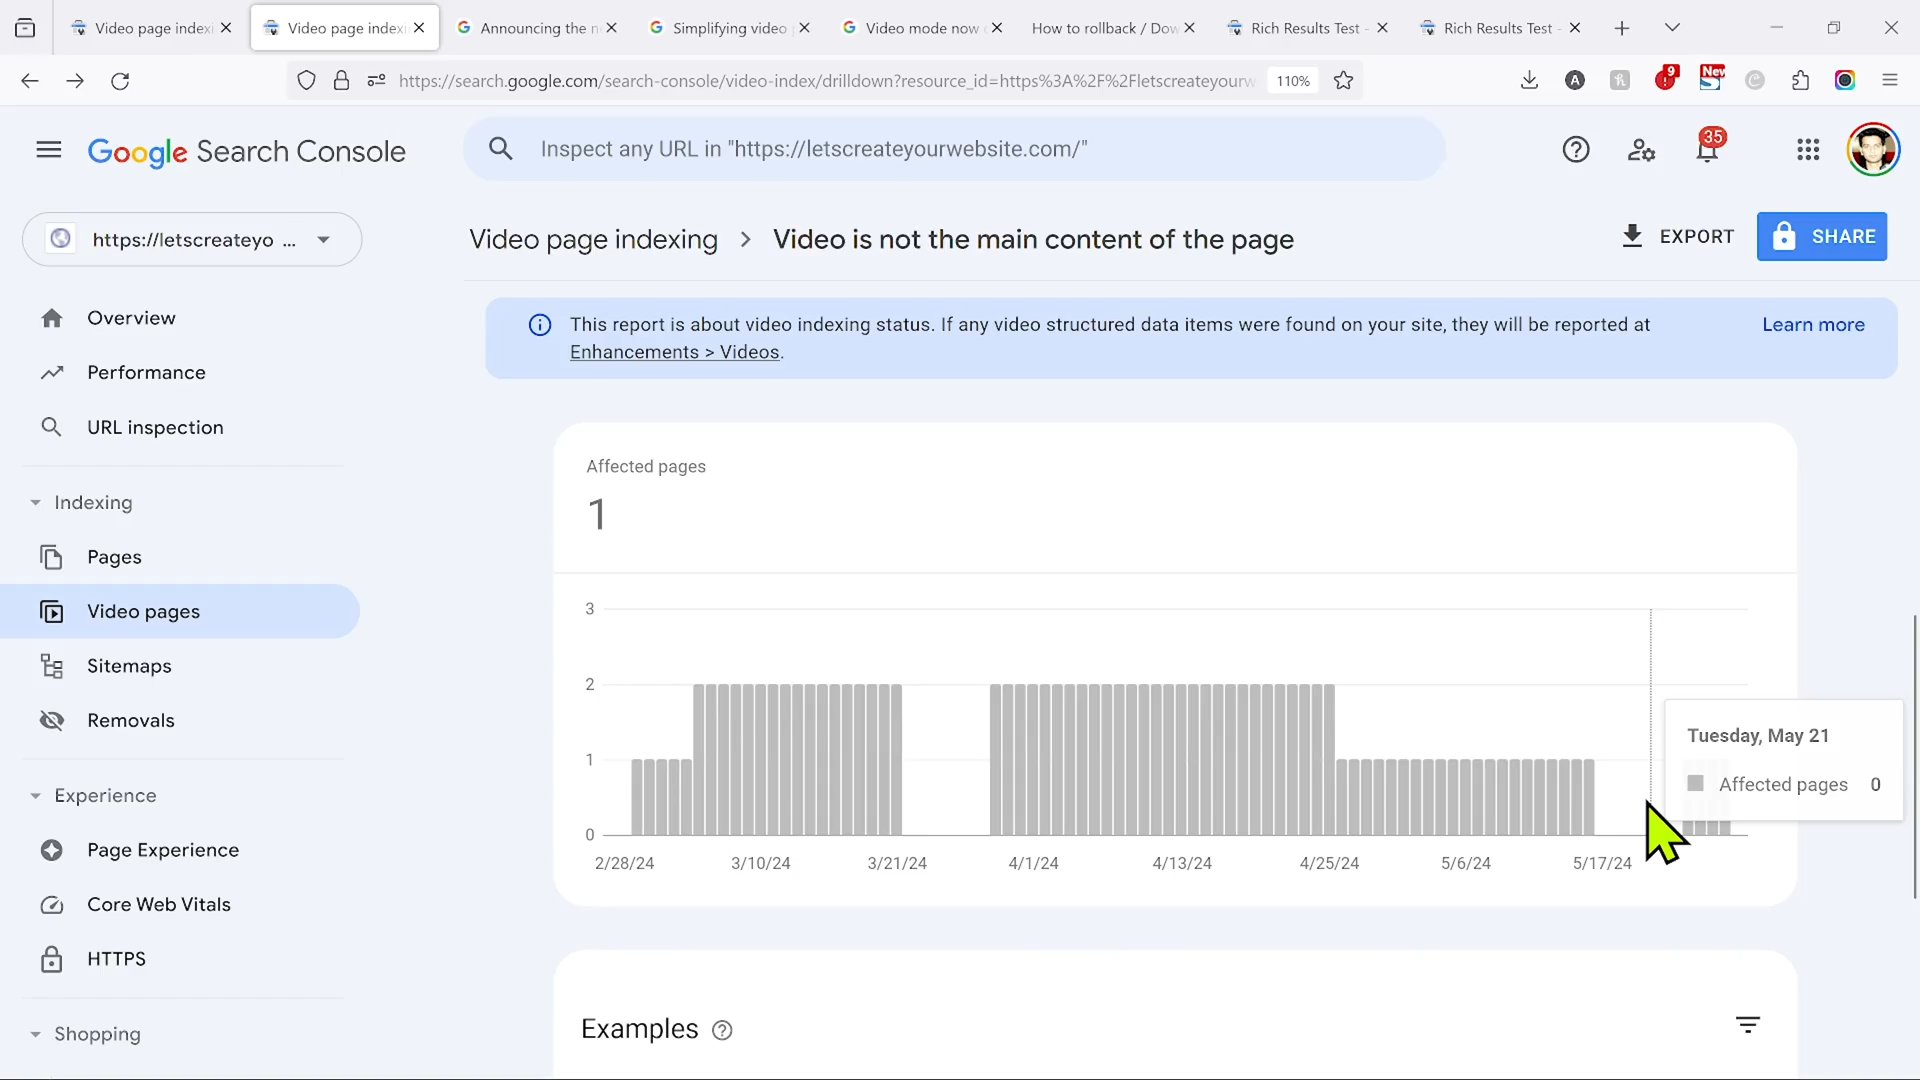 Video page indexi
Video page indexi
Announcing the n
Simplifying video
Video mode now
How to rollback / Dow
Rich Results Test -
Rich Results Test -
https://search.google.com/search-console/video-index/drilldown?resource_id=https%3A%2F%2Fletscreateyourw
110%
9
New
Google Search Console
Inspect any URL in "https://letscreateyourwebsite.com/"
35
https://letscreateyo ...
Video page indexing > Video is not the main content of the page
EXPORT
SHARE
This report is about video indexing status. If any video structured data items were found on your site, they will be reported at
Enhancements > Videos.
Learn more
Overview
Performance
URL inspection
Indexing
Pages
Video pages
Sitemaps
Removals
Experience
Page Experience
Core Web Vitals
HTTPS
Shopping
Affected pages
1
3
2
1
0
2/28/24
3/10/24
3/21/24
4/1/24
4/13/24
4/25/24
5/6/24
5/17/24
Tuesday, May 21
Affected pages 0
Examples